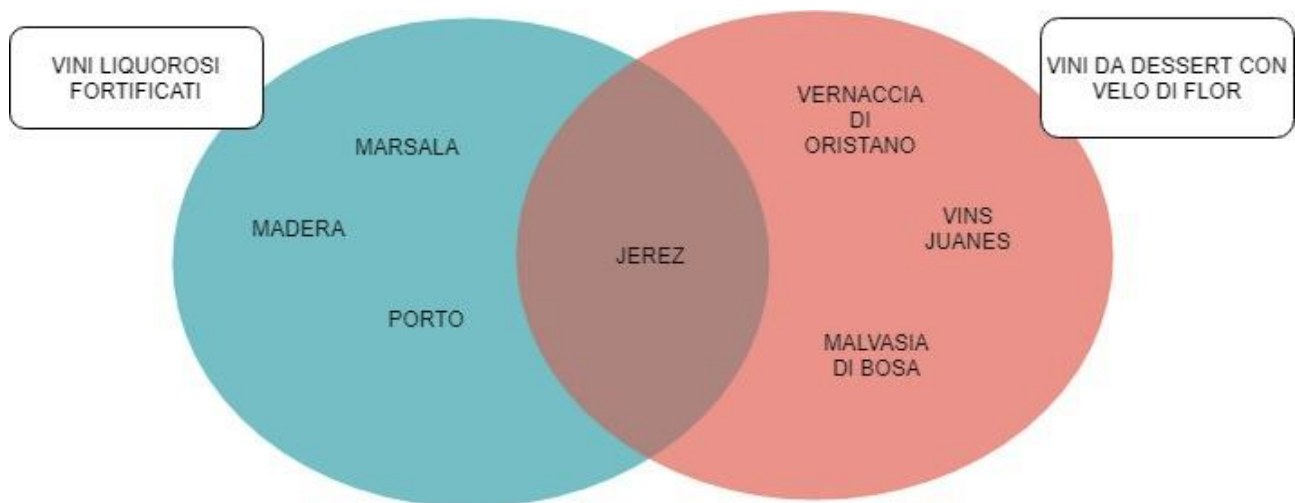 VINI LIQUOROSI
FORTIFICATI
VINI DA DESSERT CON
VELO DI FLOR
MARSALA
MADERA
PORTO
JEREZ
VERNACCIA
DI
ORISTANO
VINS
JUANES
MALVASIA
DI BOSA